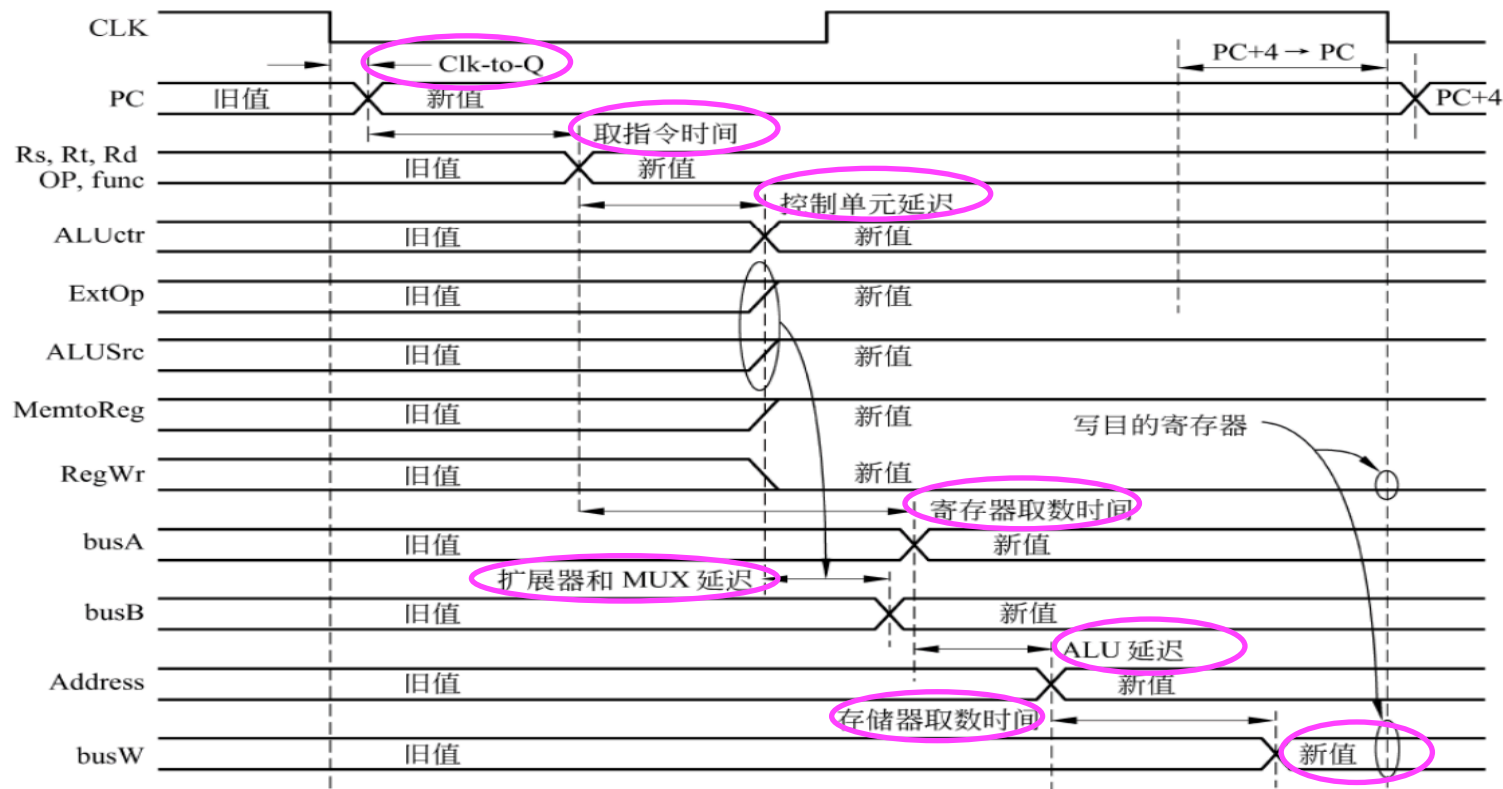 CLK
Clk-to-Q
PC+4→ PC
PC 旧值 新值 PC+4
取指令时间
Rs, Rt, Rd
OP, func
旧值 新值
控制单元延迟
ALUctr 旧值 新值
ExtOp 旧值 新值
ALUSrc 旧值 新值
MemtoReg 旧值 新值
写目的寄存器
RegWr 旧值 新值
寄存器取数时间
busA 旧值 新值
扩展器和 MUX 延迟
busB 旧值 新值
ALU 延迟
Address 旧值 新值
存储器取数时间
busW 旧值 新值